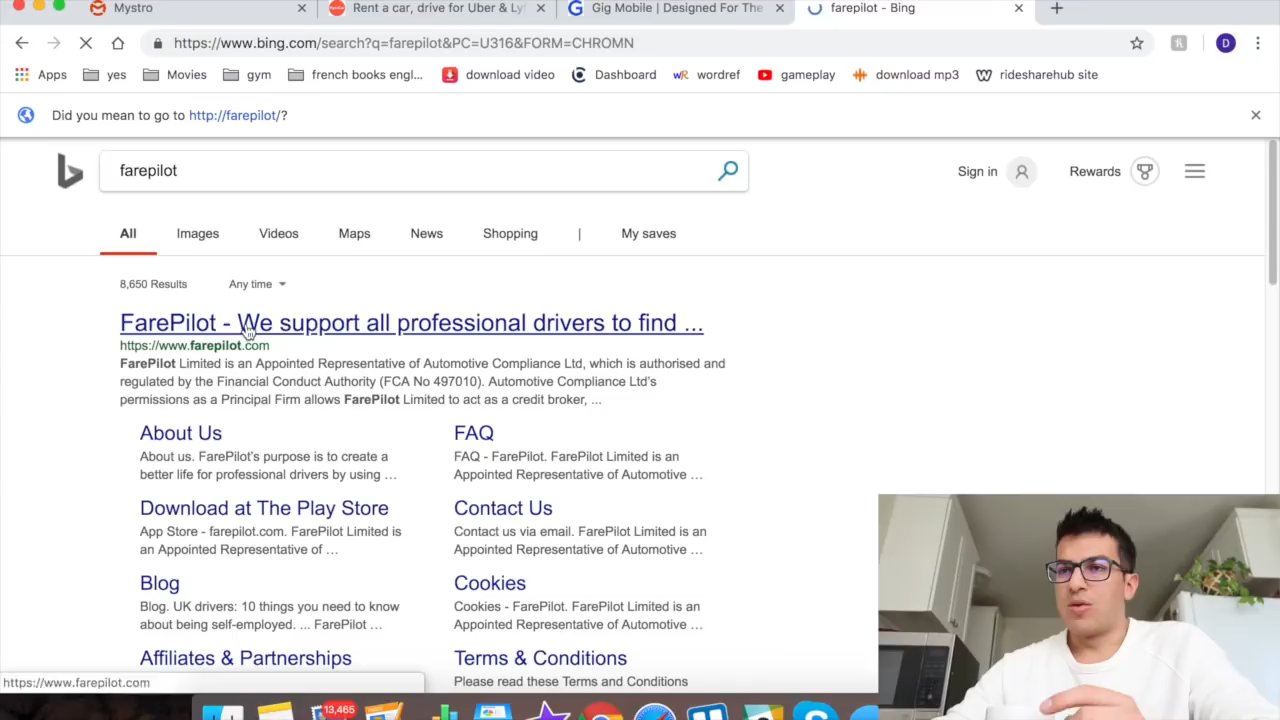 Mystro
Rent a car, drive for Uber & Lyf
Gig Mobile | Designed For The
farepilot - Bing
https://www.bing.com/search?q=farepilot&PC=U316&FORM=CHROMN
D
Apps
yes
Movies
gym
french books engl...
download video
Dashboard
wR wordref
gameplay
download mp3
ridesharehub site
Did you mean to go to http://farepilot/?
farepilot
Sign in
Rewards
All
Images
Videos
Maps
News
Shopping
|
My saves
8,650 Results
Any time
FarePilot - We support all professional drivers to find ...
https://www.farepilot.com
FarePilot Limited is an Appointed Representative of Automotive Compliance Ltd, which is authorised and
regulated by the Financial Conduct Authority (FCA No 497010). Automotive Compliance Ltd's
permissions as a Principal Firm allows FarePilot Limited to act as a credit broker, ...
About Us
About us. FarePilot's purpose is to create a
better life for professional drivers by using ...
FAQ
FAQ - FarePilot. FarePilot Limited is an
Appointed Representative of Automotive ...
Download at The Play Store
App Store - farepilot.com. FarePilot Limited is
an Appointed Representative of ...
Contact Us
Contact us via email. FarePilot Limited is an
Appointed Representative of Automotive ...
Blog
Blog. UK drivers: 10 things you need to know
about being self-employed. ... FarePilot ...
Cookies
Cookies - FarePilot. FarePilot Limited is an
Appointed Representative of Automotive ...
Affiliates & Partnerships
Terms & Conditions
Please read these Terms and Conditions
https://www.farepilot.com
13,465